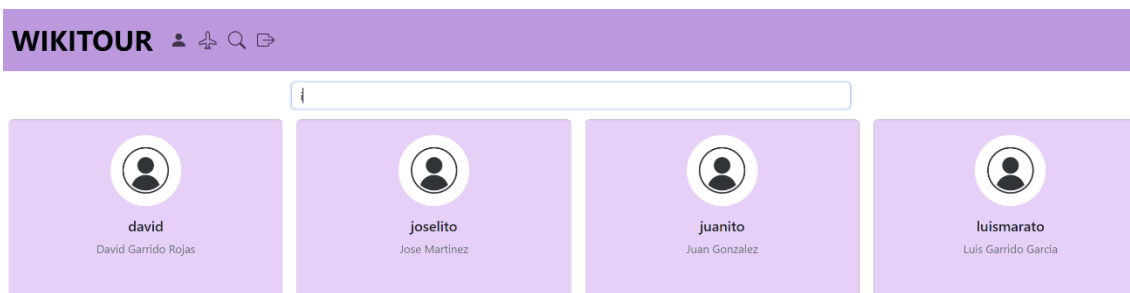 WIKITOUR
i
david
David Garrido Rojas
joselito
Jose Martinez
juanito
Juan Gonzalez
luismarato
Luis Garrido Garcia